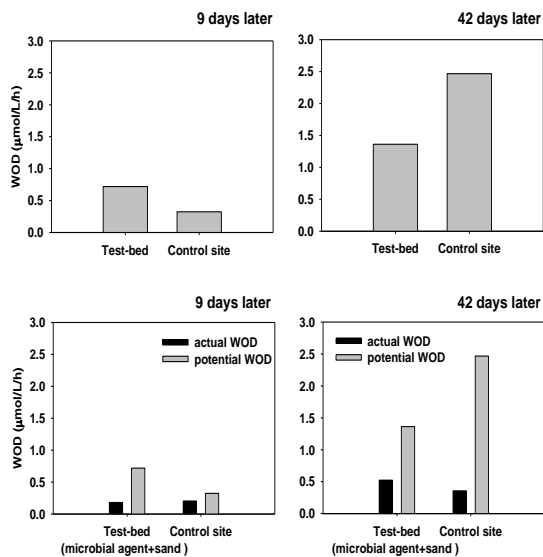 9 days later
WOD (μmol/L/h)
3.0
2.5
2.0
1.5
1.0
0.5
0.0
Test-bed Control site
42 days later
3.0
2.5
2.0
1.5
1.0
0.5
0.0
Test-bed Control site
9 days later
WOD (μmol/L/h)
3.0
2.5
2.0
1.5
1.0
0.5
0.0
actual WOD
potential WOD
Test-bed Control site
(microbial agent+sand )
42 days later
3.0
2.5
2.0
1.5
1.0
0.5
0.0
actual WOD
potential WOD
Test-bed Control site
(microbial agent+sand )